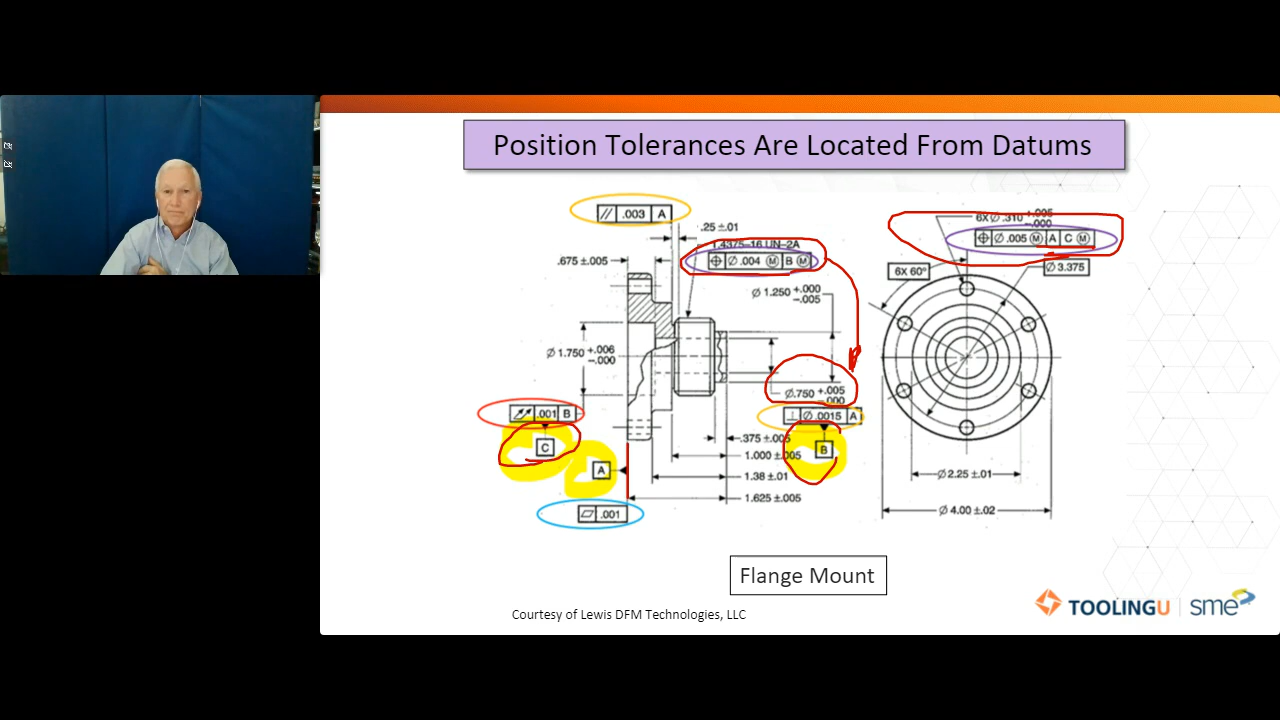 Position Tolerances Are Located From Datums
// .003 A
.25 ±.01
1.4375-16 UN-2A
⌖ Ø .004 Ⓜ B Ⓜ
.675 ±.005
Ø 1.250 +.000
-.005
Ø 1.750 +.006
-.000
Ø.750 +.005
-.000
.001 B
C
A
⏥ .001
⊥ Ø .0015 A
B
.375 ±.005
1.000 ±.005
1.38 ±.01
1.625 ±.005
6X Ø .310 +.005
-.000
⌖ Ø .005 Ⓜ A C Ⓜ
6X 60°
Ø 3.375
Ø 2.25 ±.01
Ø 4.00 ±.02
Flange Mount
Courtesy of Lewis DFM Technologies, LLC
TOOLINGU | sme